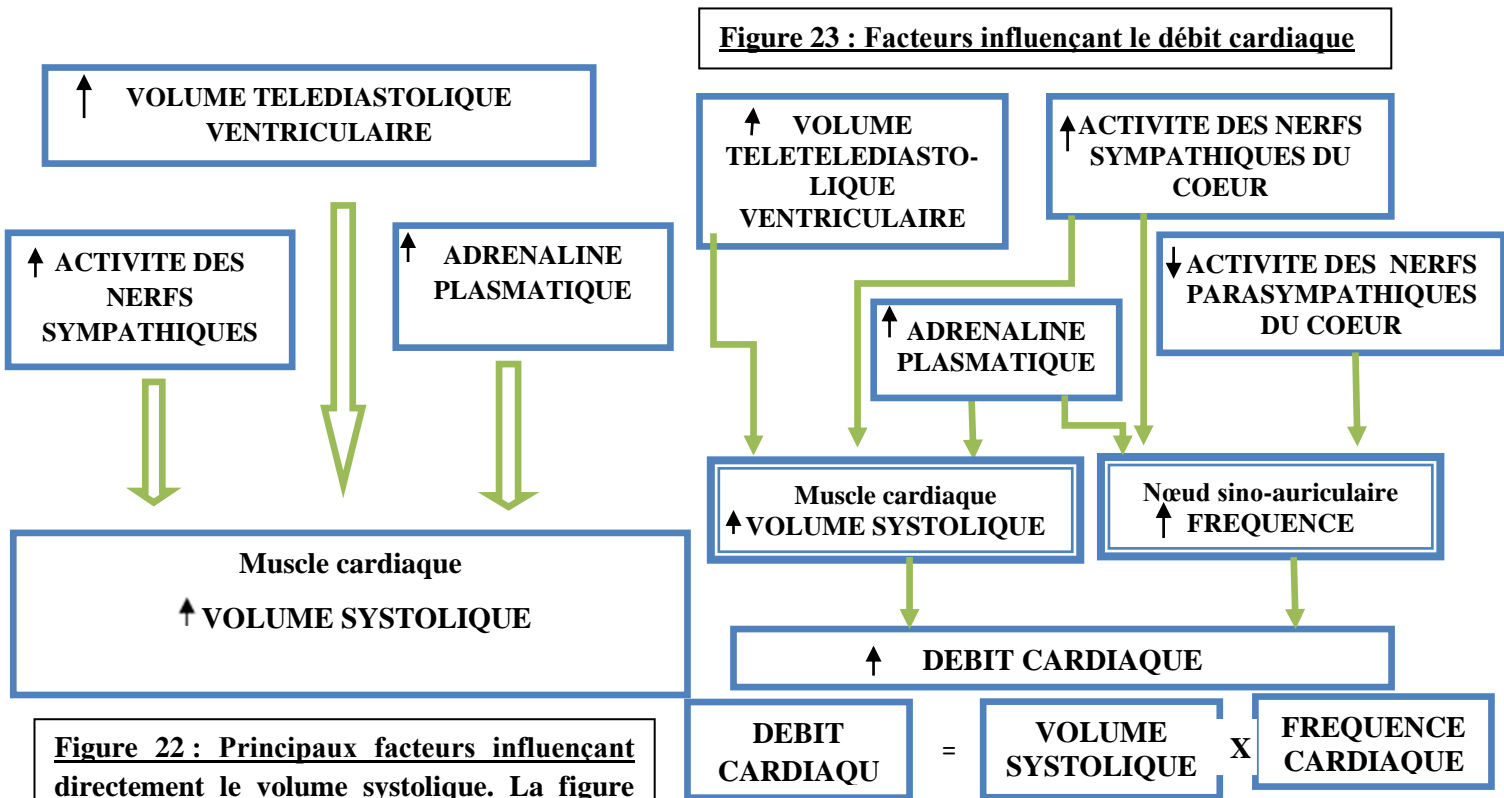 Figure 23 : Facteurs influençant le débit cardiaque
VOLUME TELEDIASTOLIQUE
VENTRICULAIRE
ACTIVITE DES
NERFS
SYMPATHIQUES
ADRENALINE
PLASMATIQUE
Muscle cardiaque
VOLUME SYSTOLIQUE
Figure 22 : Principaux facteurs influençant
directement le volume systolique. La figure
VOLUME
TELETELEDIASTO-
LIQUE
VENTRICULAIRE
ACTIVITE DES NERFS
SYMPATHIQUES DU
COEUR
ACTIVITE DES NERFS
PARASYMPATHIQUES
DU COEUR
ADRENALINE
PLASMATIQUE
Muscle cardiaque
VOLUME SYSTOLIQUE
Nœud sino-auriculaire
FREQUENCE
DEBIT CARDIAQUE
DEBIT
CARDIAQU
=
VOLUME
SYSTOLIQUE
X
FREQUENCE
CARDIAQUE